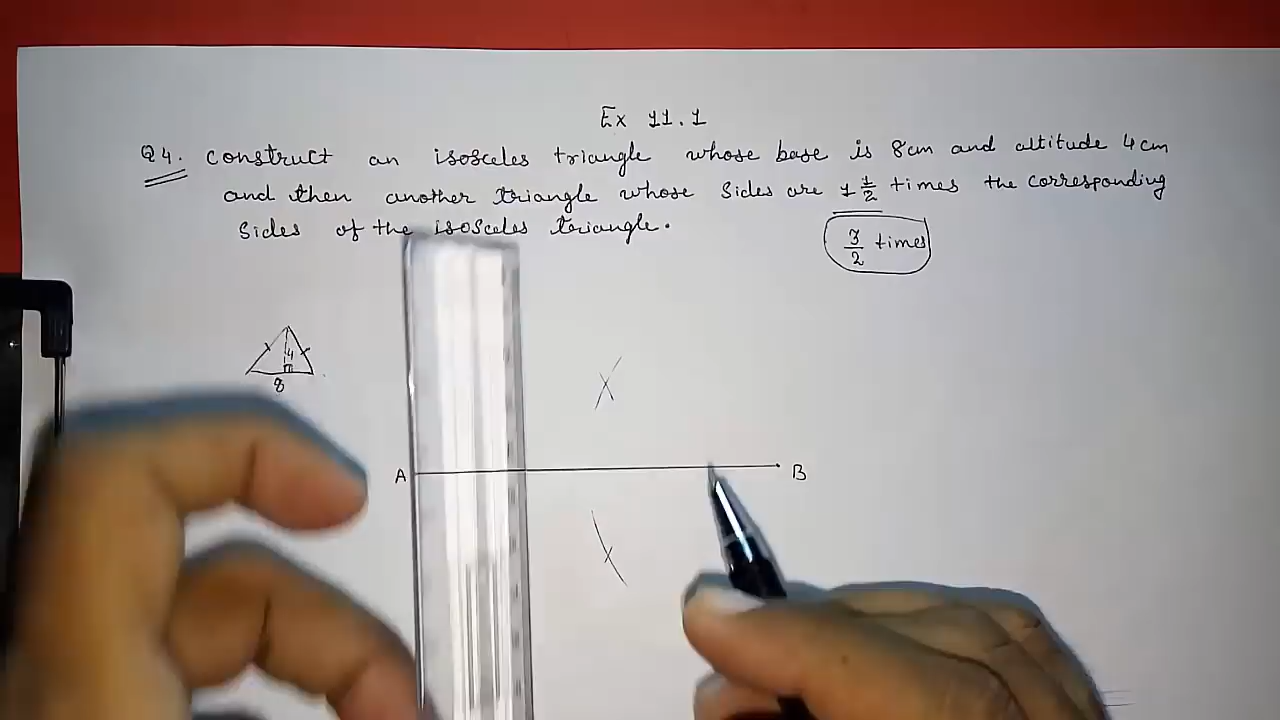 Ex 11.1
Q4. Construct an isosceles triangle whose base is 8cm and altitude 4cm
and then another triangle whose sides are 1 1/2 times the corresponding
sides of the isosceles triangle.
3/2 times
4
8
A
B